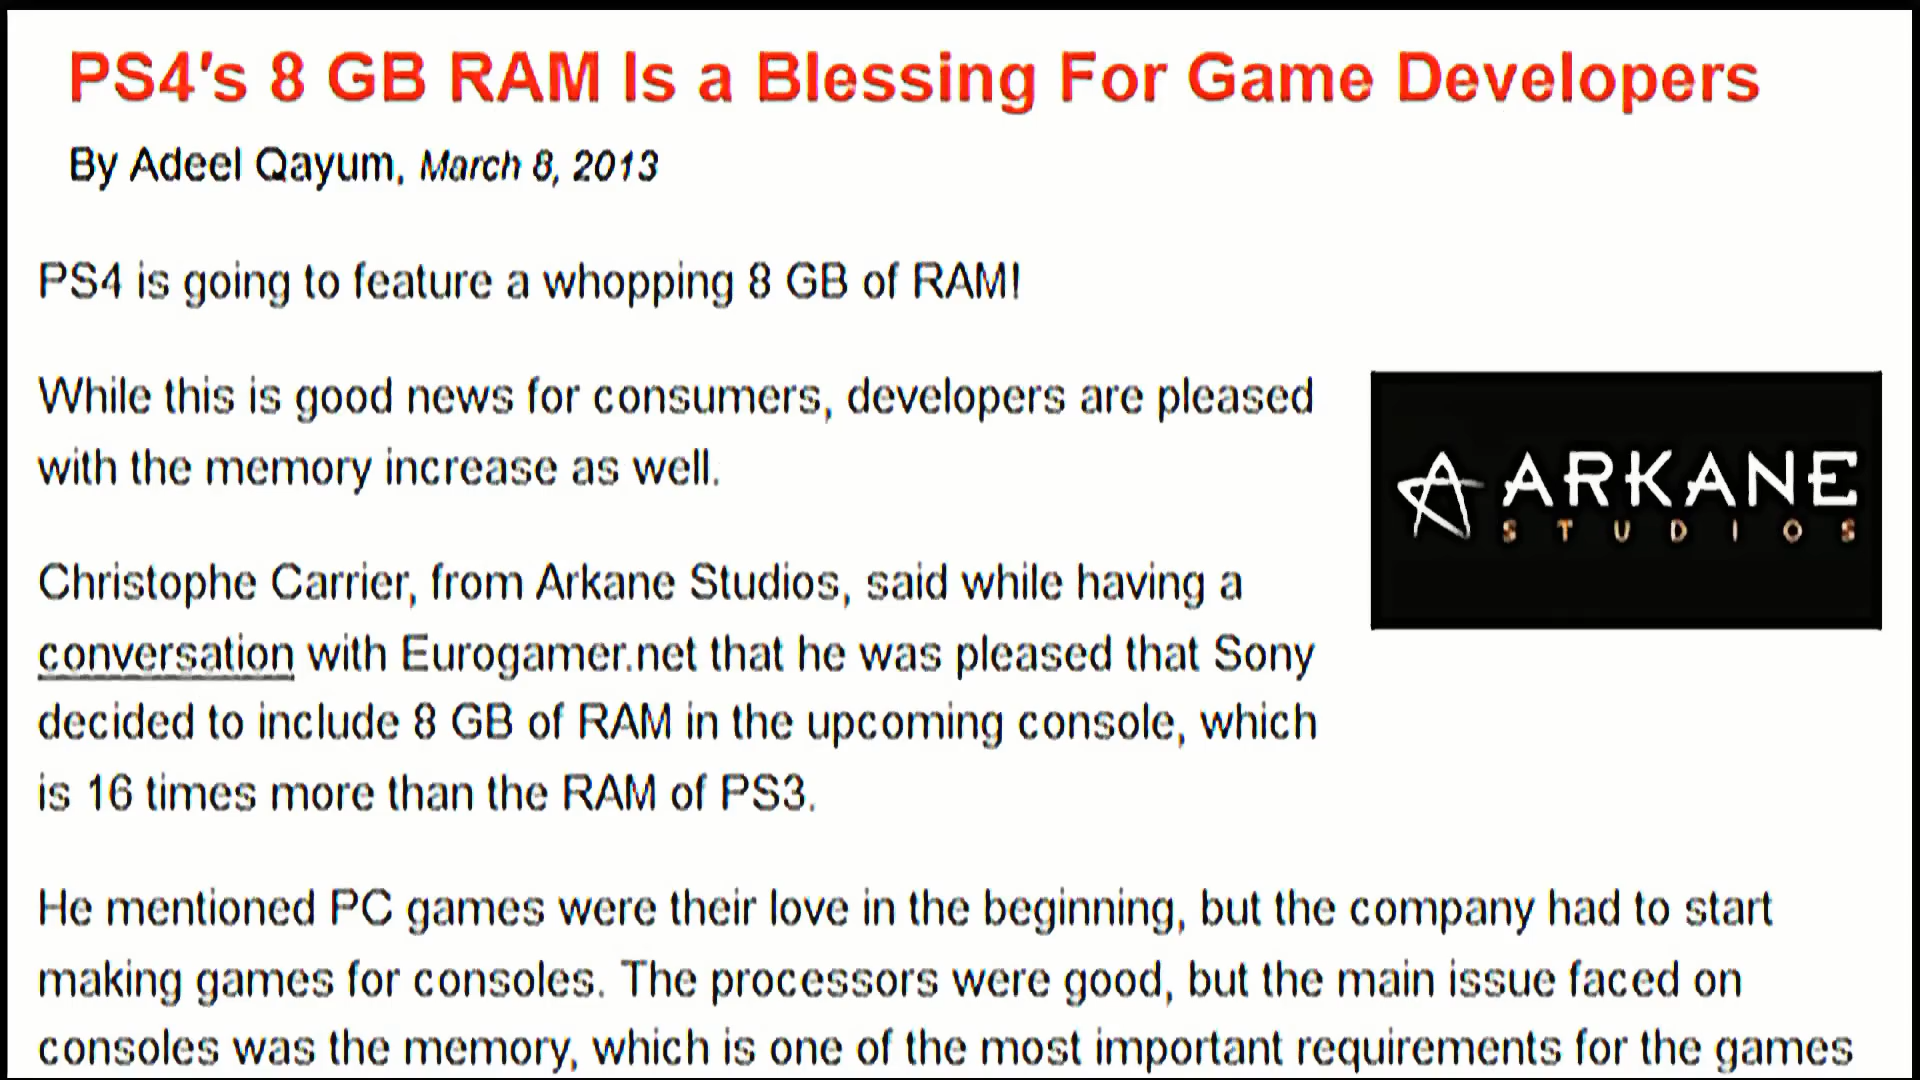 PS4's 8 GB RAM Is a Blessing For Game Developers
By Adeel Qayum, March 8, 2013
PS4 is going to feature a whopping 8 GB of RAM!
While this is good news for consumers, developers are pleased
with the memory increase as well.
ARKANE
STUDIOS
Christophe Carrier, from Arkane Studios, said while having a
conversation with Eurogamer.net that he was pleased that Sony
decided to include 8 GB of RAM in the upcoming console, which
is 16 times more than the RAM of PS3.
He mentioned PC games were their love in the beginning, but the company had to start
making games for consoles. The processors were good, but the main issue faced on
consoles was the memory, which is one of the most important requirements for the games